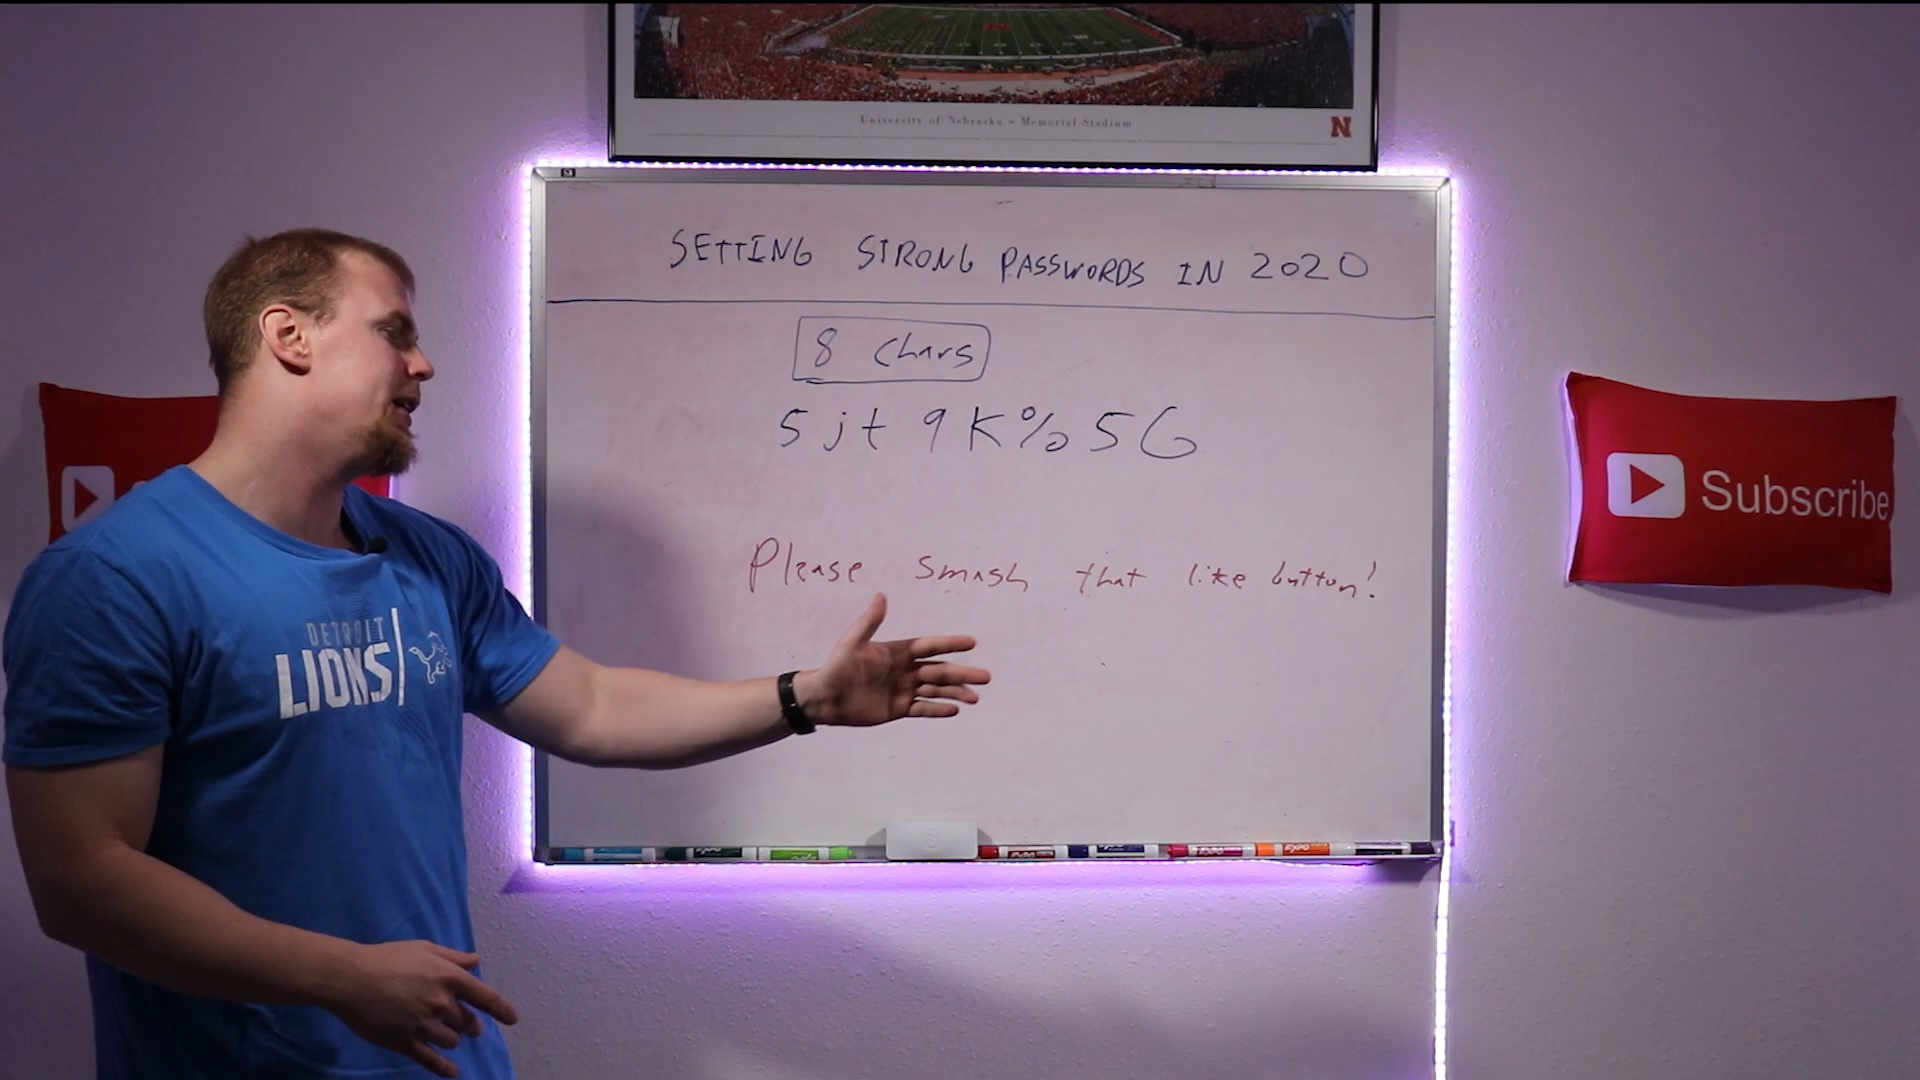 University of Nebraska - Memorial Stadium
N
SETTING STRONG PASSWORDS IN 2020
8 chars
5jt9K%5G
Please smash that like button!
Subscribe
DETROIT
LIONS